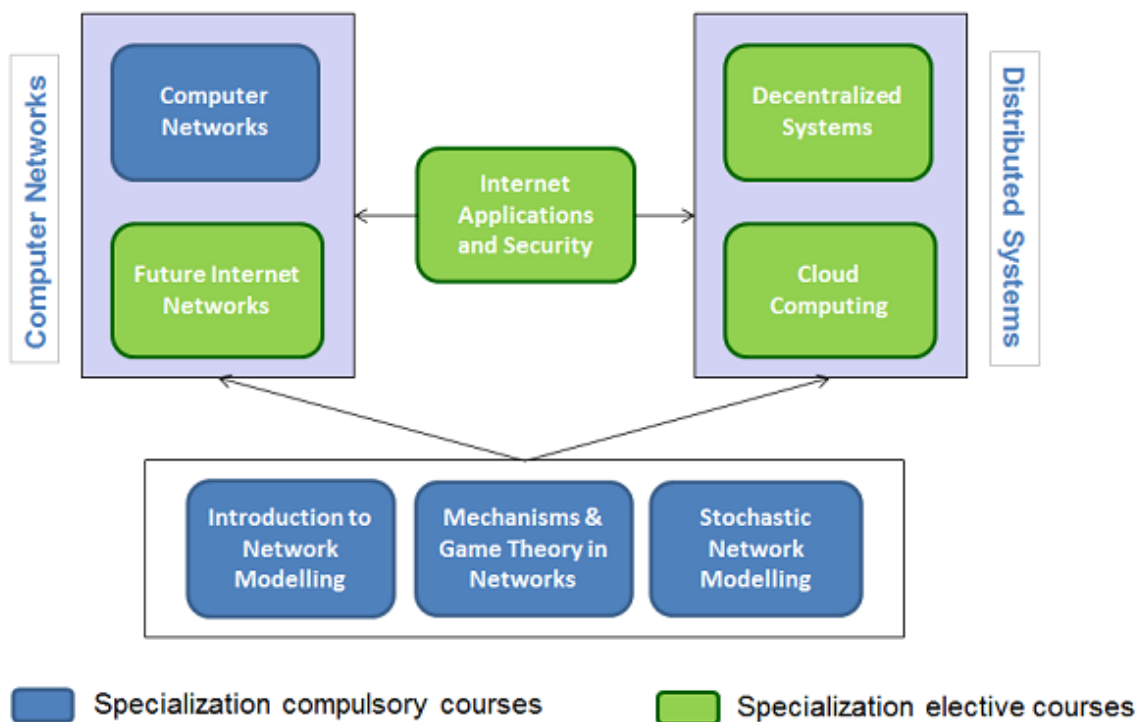 Computer Networks
Computer
Networks
Future Internet
Networks
Internet
Applications
and Security
Decentralized
Systems
Cloud
Computing
Distributed Systems
Introduction to
Network
Modelling
Mechanisms &
Game Theory in
Networks
Stochastic
Network
Modelling
Specialization compulsory courses
Specialization elective courses